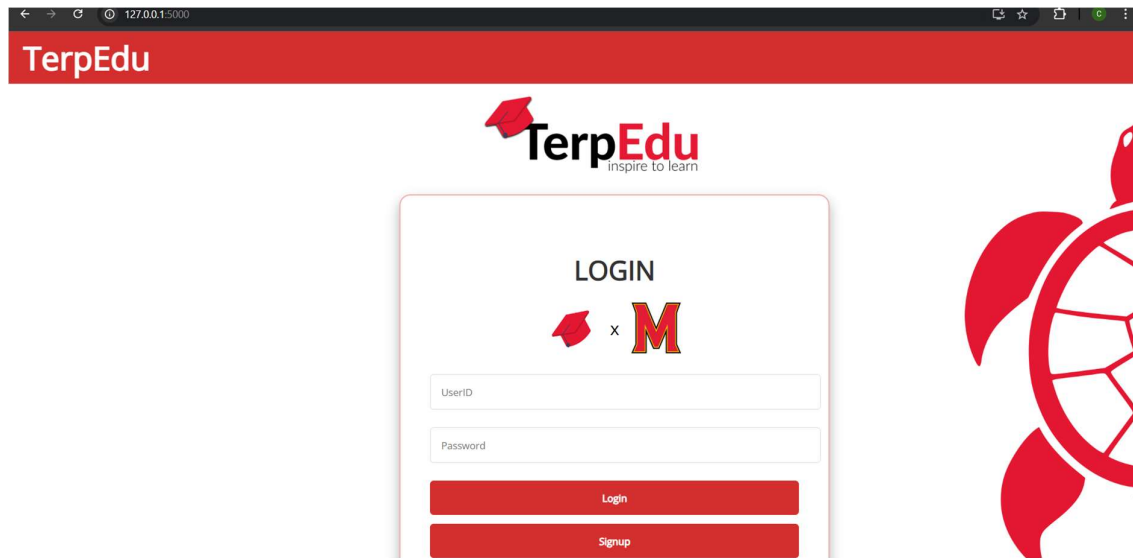 127.0.0.1:5000
C
TerpEdu
TerpEdu
inspire to learn
LOGIN
x M
UserID
Password
Login
Signup